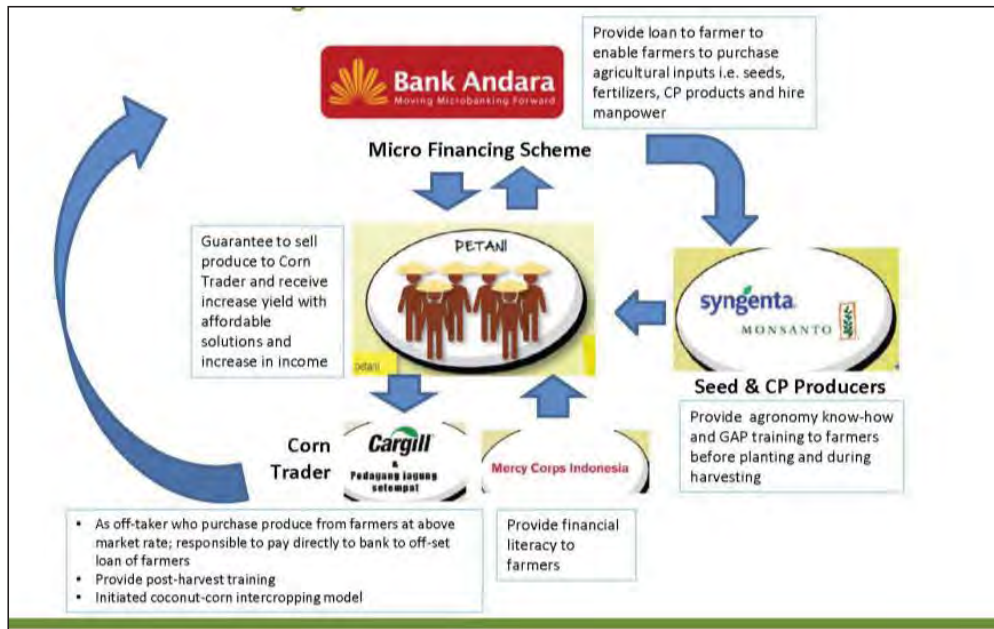 Provide loan to farmer to
enable farmers to purchase
agricultural inputs i.e. seeds,
fertilizers, CP products and hire
manpower
Bank Andara
Moving Microbanking Forward
Micro Financing Scheme
Guarantee to sell
produce to Corn
Trader and receive
increase yield with
affordable
solutions and
increase in income
PETANI
petani
syngenta
MONSANTO
Seed & CP Producers
Provide agronomy know-how
and GAP training to farmers
before planting and during
harvesting
Corn
Trader
Cargill
&
Pedagang jagung
setempat
Mercy Corps Indonesia
• As off-taker who purchase produce from farmers at above
market rate; responsible to pay directly to bank to off-set
loan of farmers
• Provide post-harvest training
• Initiated coconut-corn intercropping model
Provide financial
literacy to
farmers